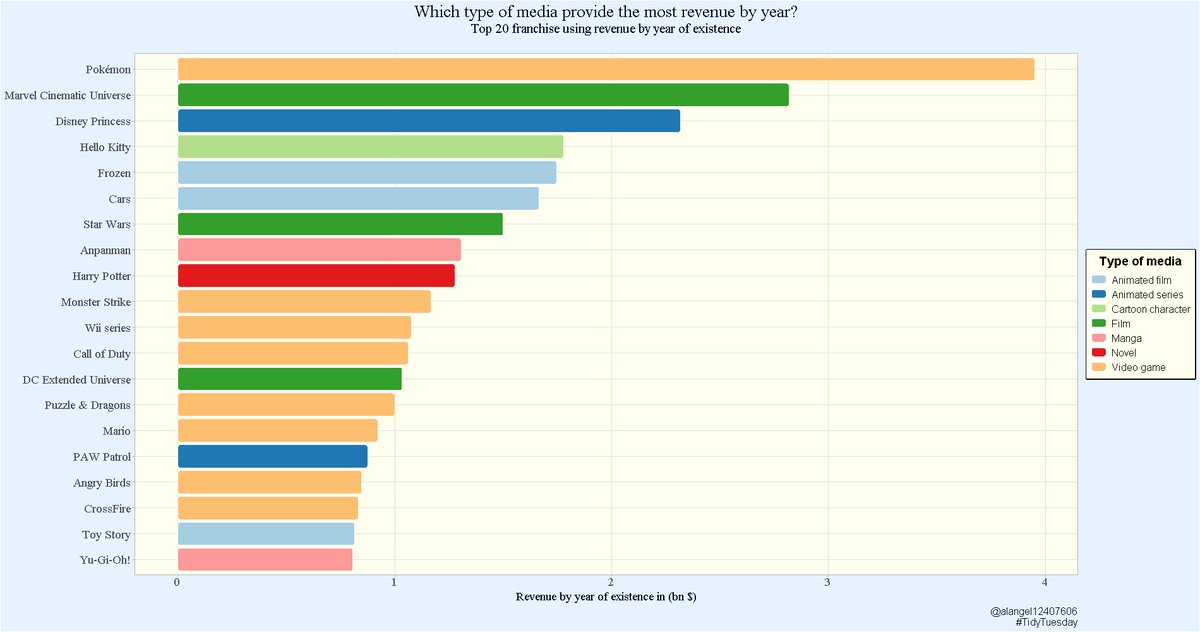 Which type of media provide the most revenue by year?
Top 20 franchise using revenue by year of existence
Pokémon
Marvel Cinematic Universe
Disney Princess
Hello Kitty
Frozen
Cars
Star Wars
Anpanman
Harry Potter
Monster Strike
Wii series
Call of Duty
DC Extended Universe
Puzzle & Dragons
Mario
PAW Patrol
Angry Birds
CrossFire
Toy Story
Yu-Gi-Oh!
0 1 2 3 4
Revenue by year of existence in (bn $)
Type of media
Animated film
Animated series
Cartoon character
Film
Manga
Novel
Video game
@alangel12407606
#TidyTuesday